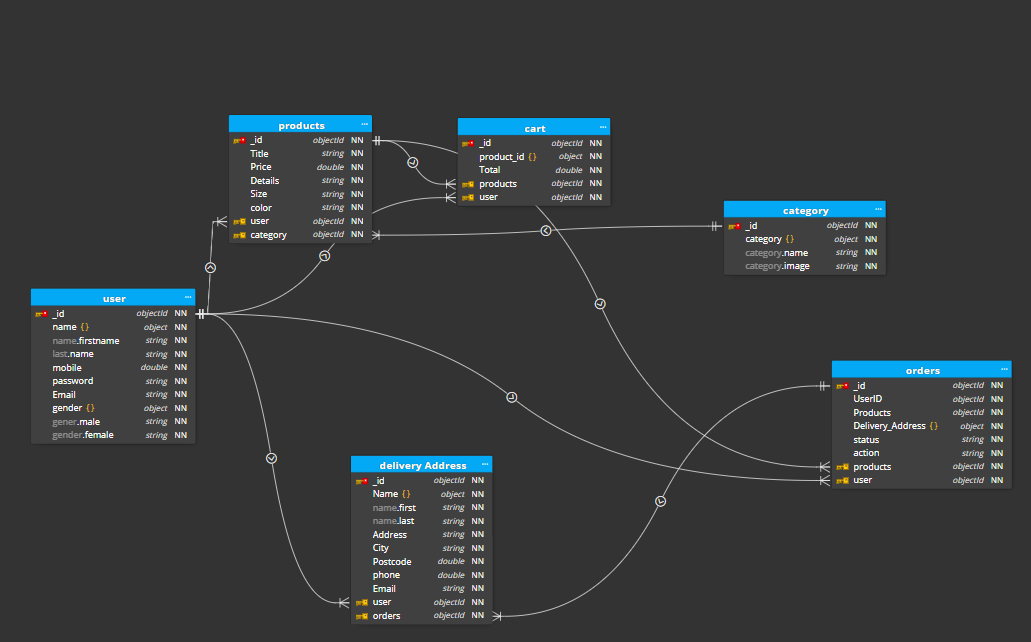 products ...
_id objectId NN
Title string NN
Price double NN
Details string NN
Size string NN
color string NN
user objectId NN
category objectId NN
cart ...
_id objectId NN
product_id {} object NN
Total double NN
products objectId NN
user objectId NN
category ...
_id objectId NN
category {} object NN
category.name string NN
category.image string NN
user ...
_id objectId NN
name {} object NN
name.firstname string NN
last.name string NN
mobile double NN
password string NN
Email string NN
gender {} object NN
gener.male string NN
gender.female string NN
orders ...
_id objectId NN
UserID objectId NN
Products objectId NN
Delivery_Address {} object NN
status string NN
action string NN
products objectId NN
user objectId NN
delivery Address ...
_id objectId NN
Name {} object NN
name.first string NN
name.last string NN
Address string NN
City string NN
Postcode double NN
phone double NN
Email string NN
user objectId NN
orders objectId NN